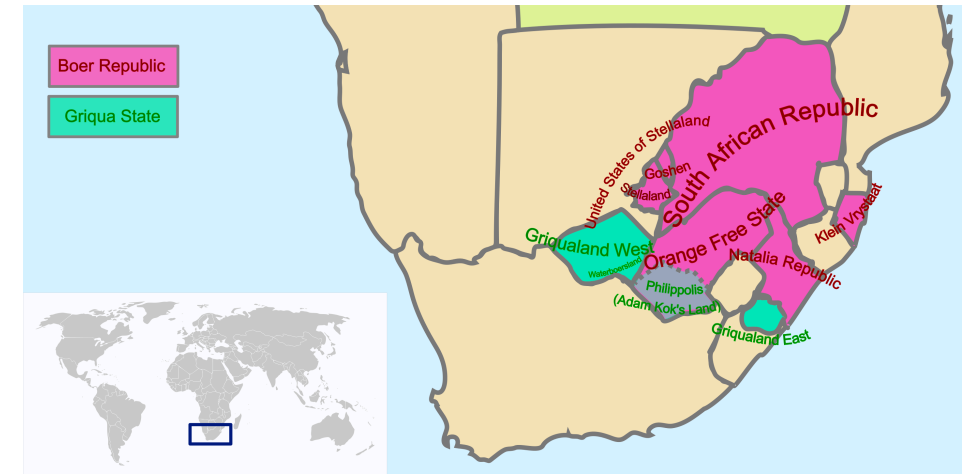 Boer Republic
Griqua State
South African Republic
United States of Stellaland
Goshen
Stellaland
Klein Vrystaat
Orange Free State
Griqualand West
Waterboersland
Natalia Republic
Philippolis
(Adam Kok's Land)
Griqualand East